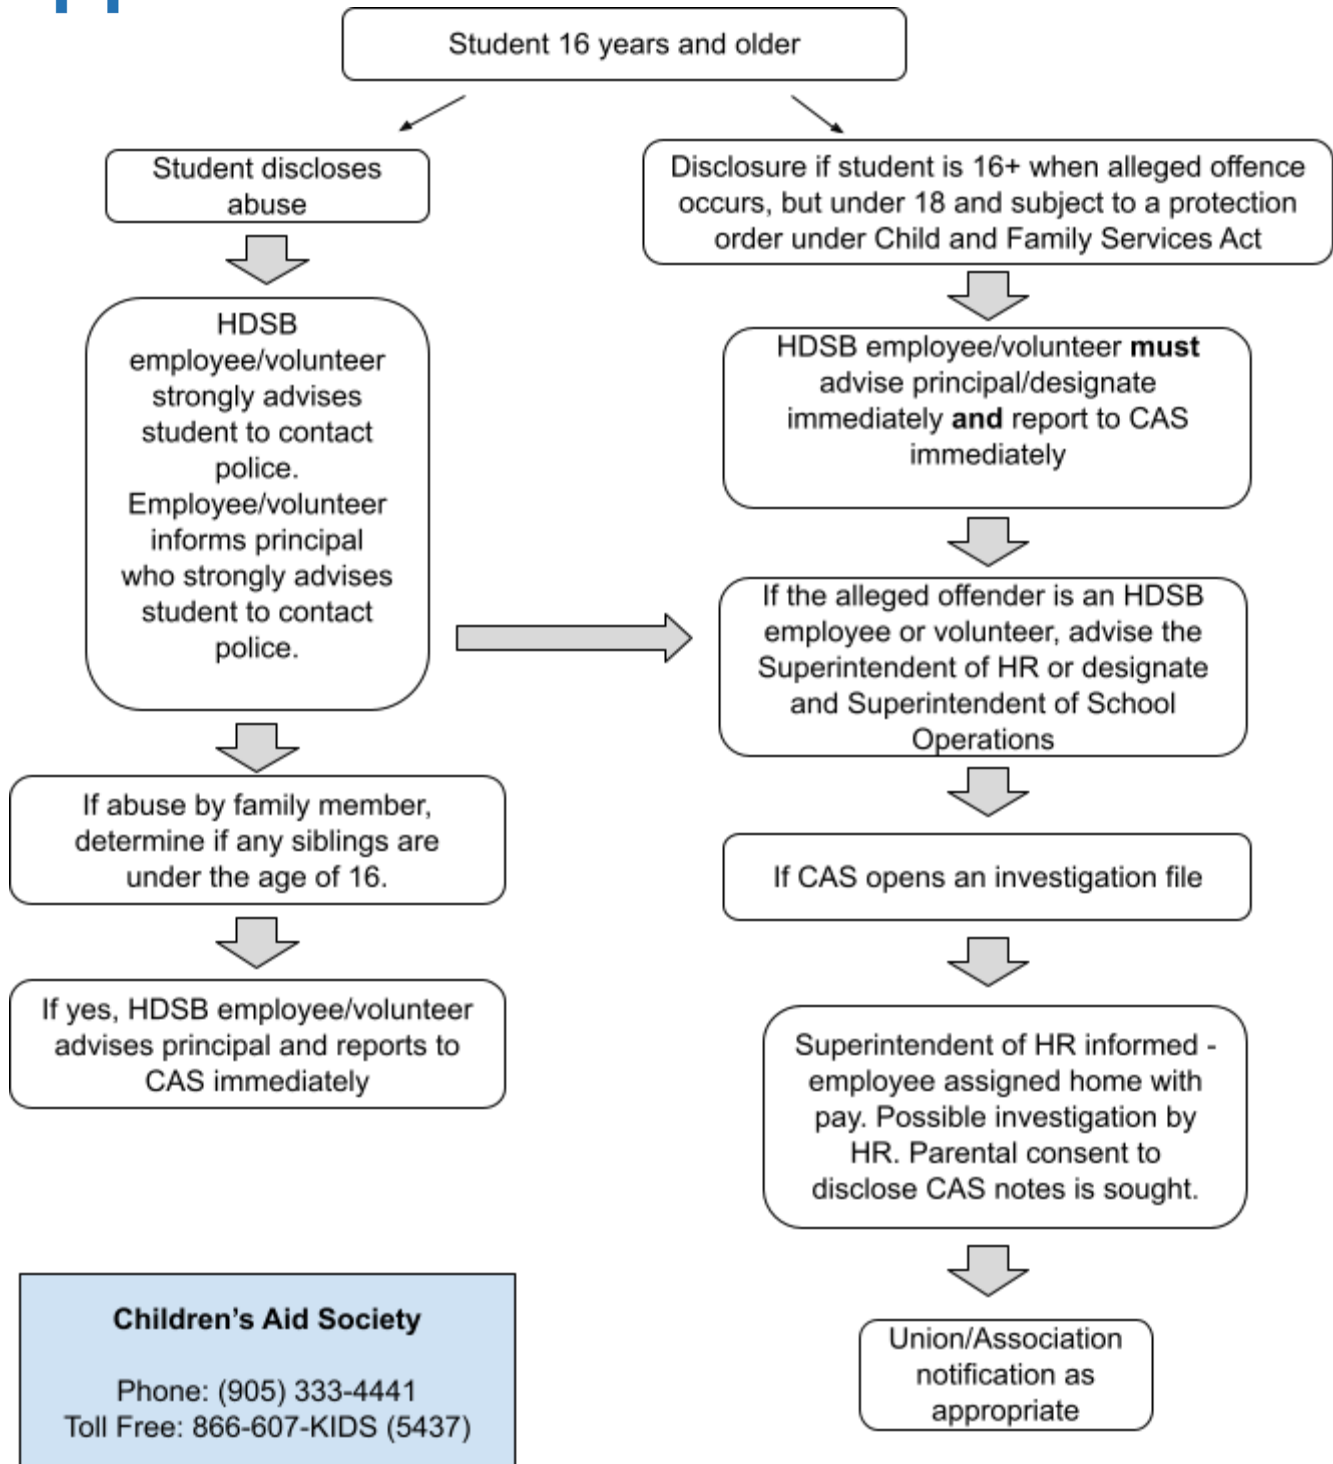 Student 16 years and older
Student discloses
abuse
Disclosure if student is 16+ when alleged offence
occurs, but under 18 and subject to a protection
order under Child and Family Services Act
HDSB
employee/volunteer
strongly advises
student to contact
police.
Employee/volunteer
informs principal
who strongly advises
student to contact
police.
HDSB employee/volunteer must
advise principal/designate
immediately and report to CAS
immediately
If the alleged offender is an HDSB
employee or volunteer, advise the
Superintendent of HR or designate
and Superintendent of School
Operations
If abuse by family member,
determine if any siblings are
under the age of 16.
If CAS opens an investigation file
If yes, HDSB employee/volunteer
advises principal and reports to
CAS immediately
Superintendent of HR informed -
employee assigned home with
pay. Possible investigation by
HR. Parental consent to
disclose CAS notes is sought.
Children's Aid Society
Phone: (905) 333-4441
Toll Free: 866-607-KIDS (5437)
Union/Association
notification as
appropriate